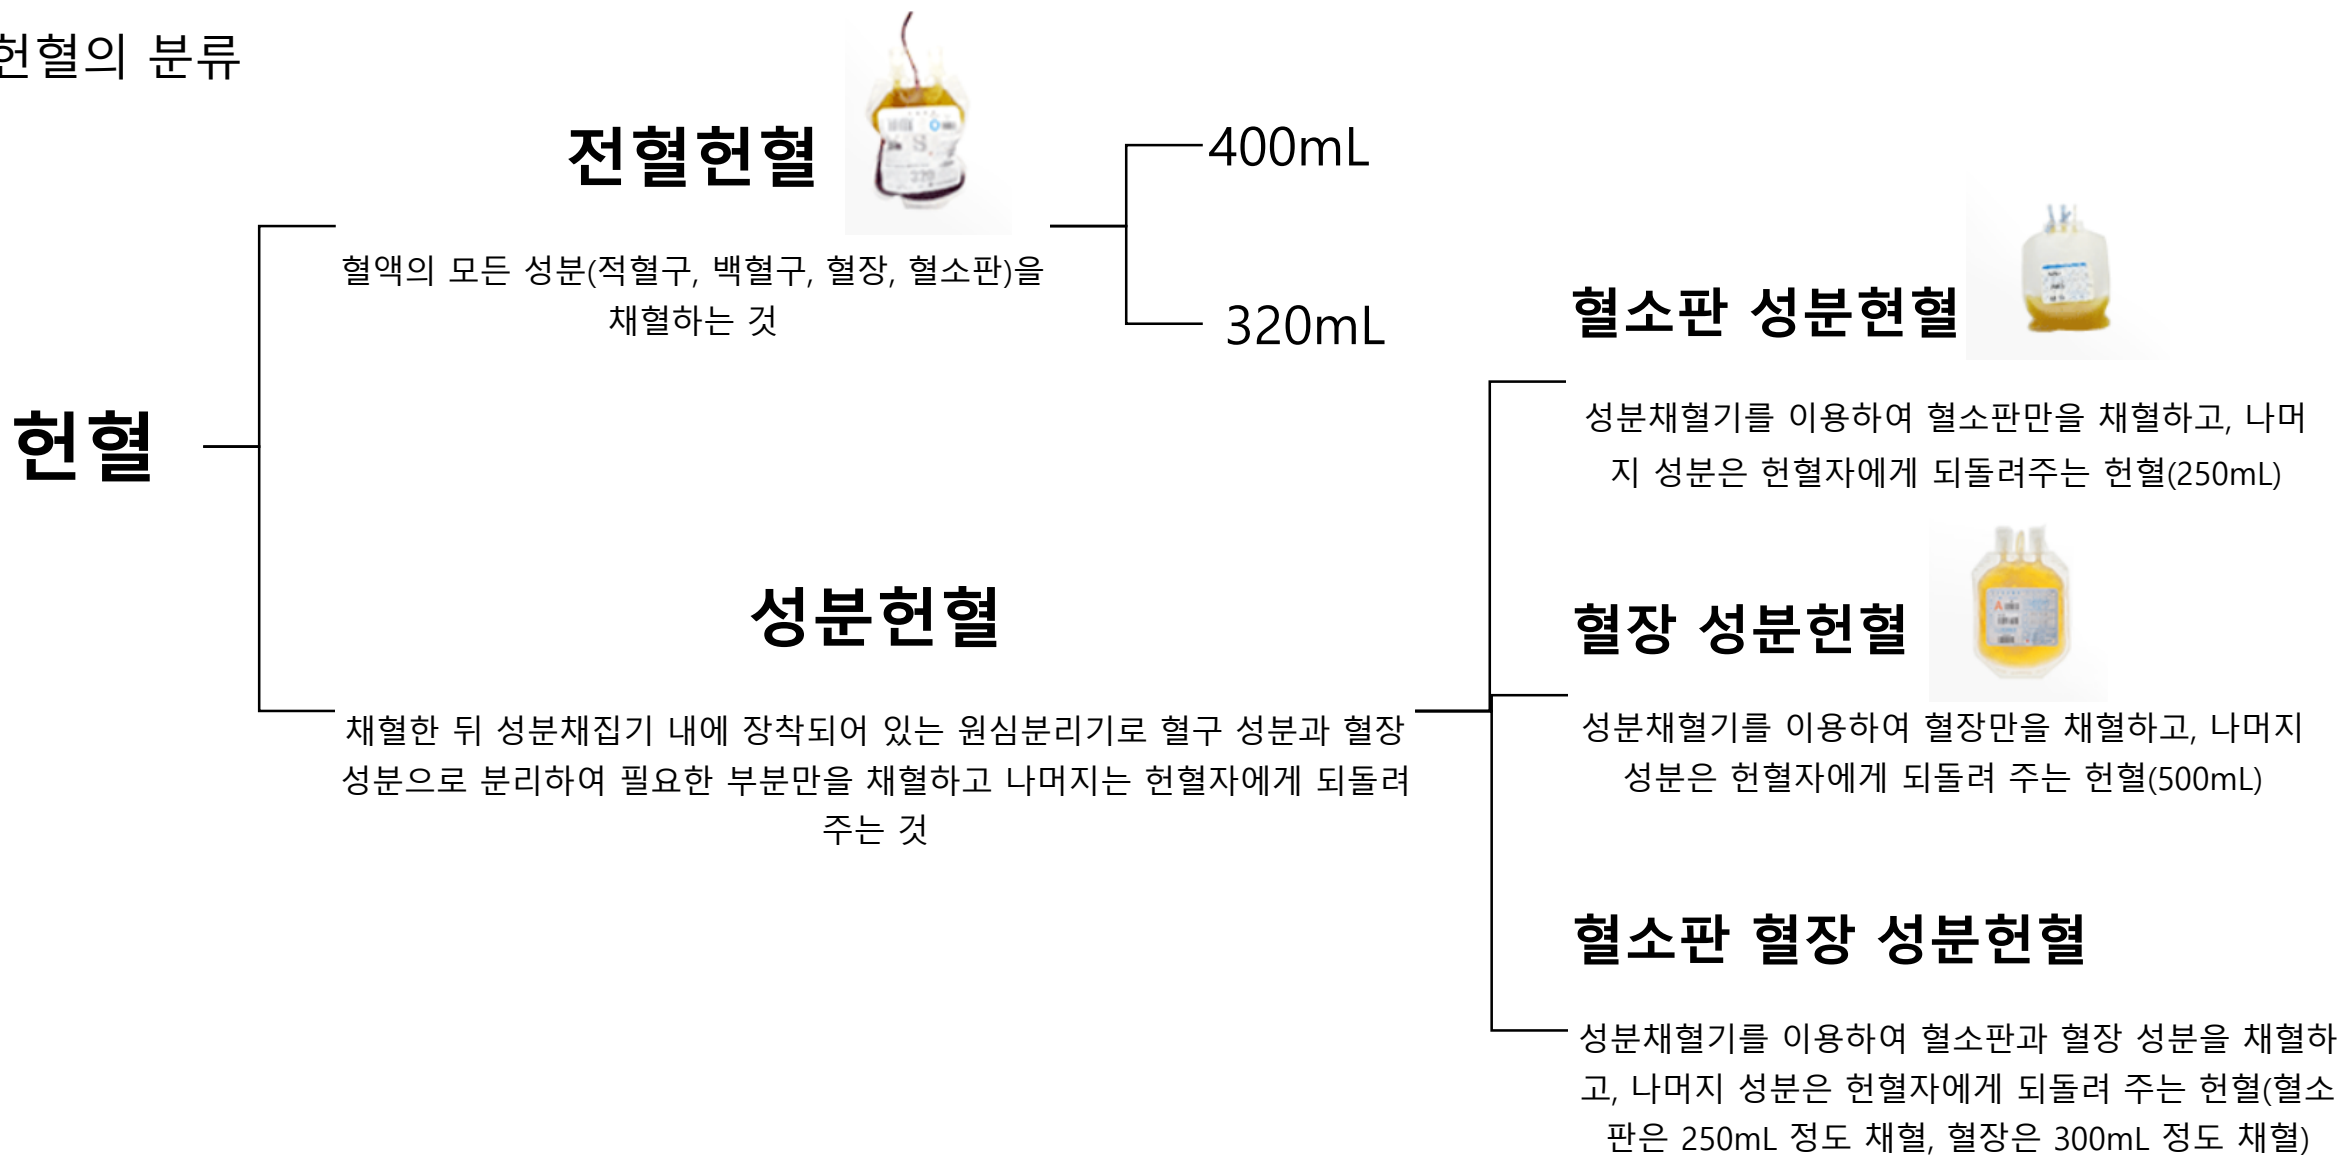 헌혈의 분류
전혈헌혈
혈액의 모든 성분(적혈구, 백혈구, 혈장, 혈소판)을
채혈하는 것
400mL
320mL
헌혈
성분헌혈
채혈한 뒤 성분채집기 내에 장착되어 있는 원심분리기로 혈구 성분과 혈장
성분으로 분리하여 필요한 부분만을 채혈하고 나머지는 헌혈자에게 되돌려
주는 것
혈소판 성분현혈
성분채혈기를 이용하여 혈소판만을 채혈하고, 나머
지 성분은 헌혈자에게 되돌려주는 헌혈(250mL)
혈장 성분헌혈
성분채혈기를 이용하여 혈장만을 채혈하고, 나머지
성분은 헌혈자에게 되돌려 주는 헌혈(500mL)
혈소판 혈장 성분헌혈
성분채혈기를 이용하여 혈소판과 혈장 성분을 채혈하
고, 나머지 성분은 헌혈자에게 되돌려 주는 헌혈(혈소
판은 250mL 정도 채혈, 혈장은 300mL 정도 채혈)